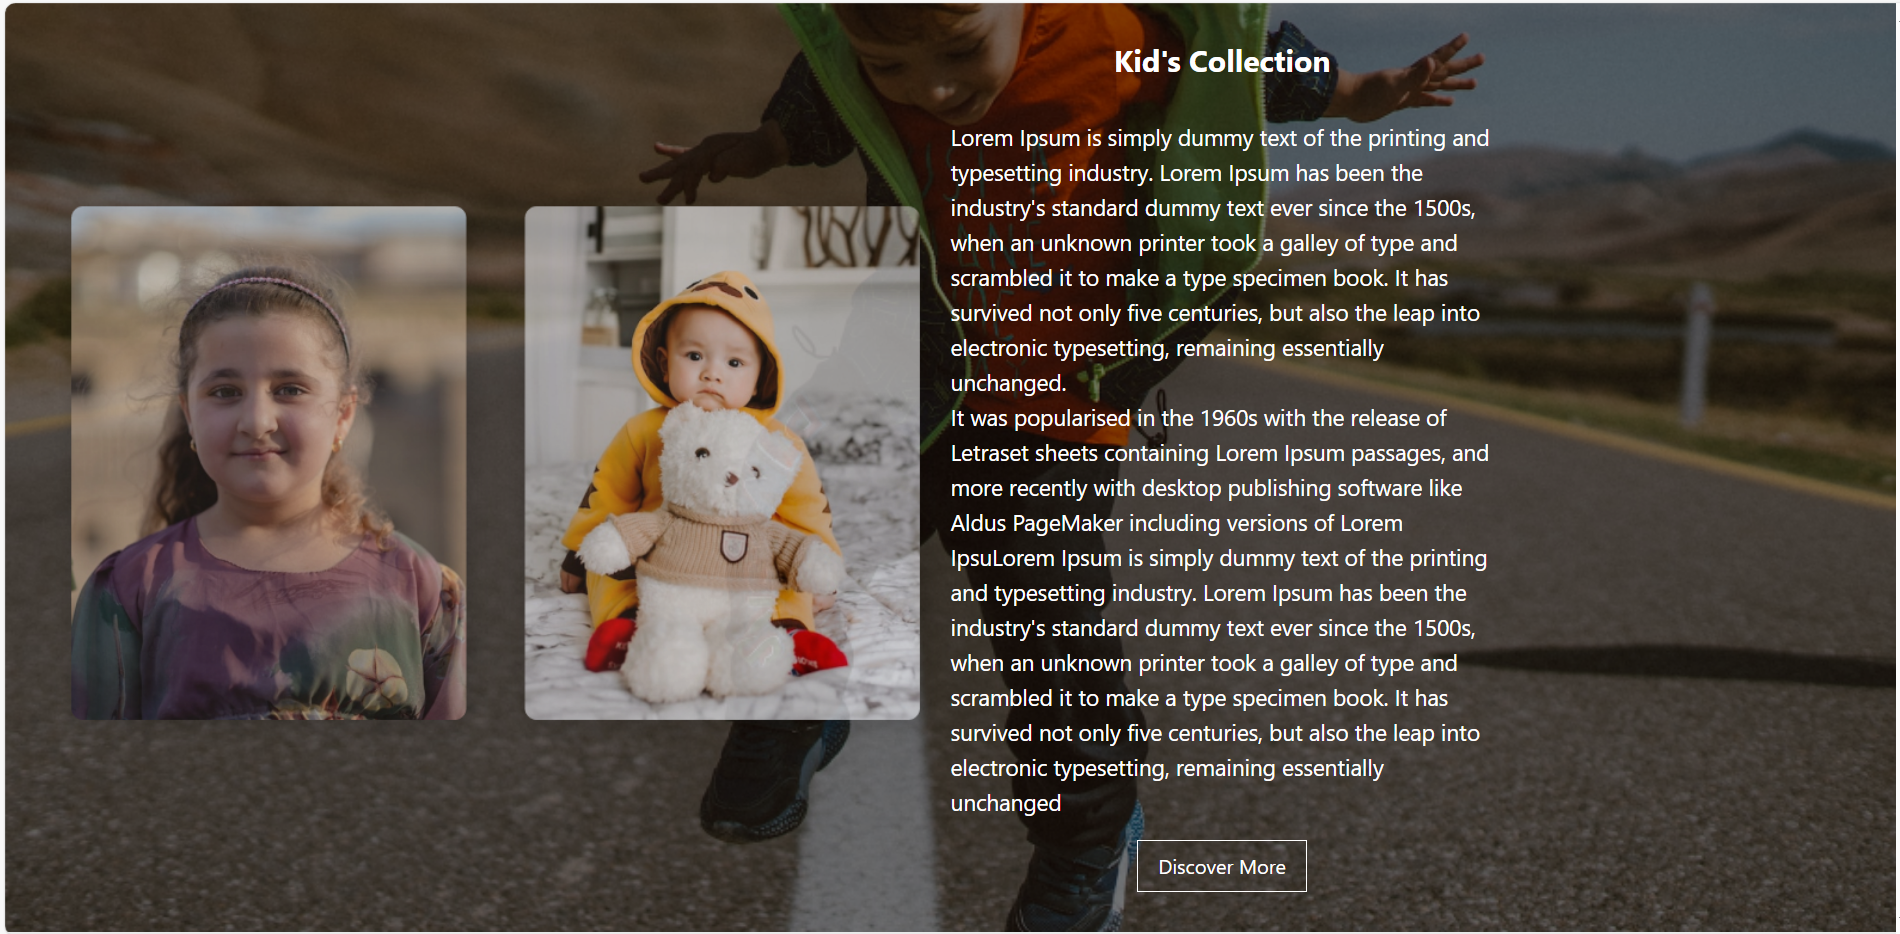 Kid's Collection
Lorem Ipsum is simply dummy text of the printing and
typesetting industry. Lorem Ipsum has been the
industry's standard dummy text ever since the 1500s,
when an unknown printer took a galley of type and
scrambled it to make a type specimen book. It has
survived not only five centuries, but also the leap into
electronic typesetting, remaining essentially
unchanged.
It was popularised in the 1960s with the release of
Letraset sheets containing Lorem Ipsum passages, and
more recently with desktop publishing software like
Aldus PageMaker including versions of Lorem
IpsuLorem Ipsum is simply dummy text of the printing
and typesetting industry. Lorem Ipsum has been the
industry's standard dummy text ever since the 1500s,
when an unknown printer took a galley of type and
scrambled it to make a type specimen book. It has
survived not only five centuries, but also the leap into
electronic typesetting, remaining essentially
unchanged
Discover More